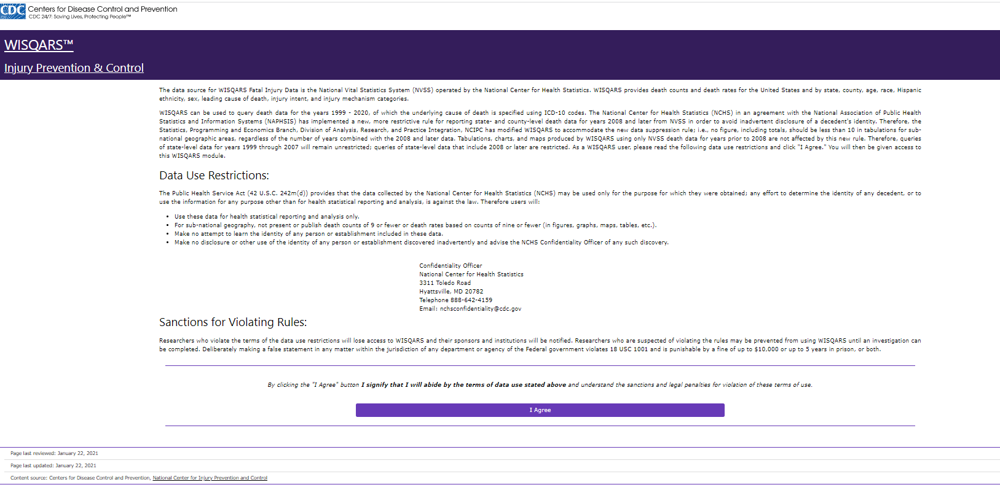 CDC
Centers for Disease Control and Prevention
CDC 24/7: Saving Lives, Protecting People™
WISQARS™
Injury Prevention & Control
The data source for WISQARS Fatal Injury Data is the National Vital Statistics System (NVSS) operated by the National Center for Health Statistics. WISQARS provides death counts and death rates for the United States and by state, county, age, race, Hispanic
ethnicity, sex, leading cause of death, injury intent, and injury mechanism categories.
WISQARS can be used to query death data for the years 1999 - 2020, of which the underlying cause of death is specified using ICD-10 codes. The National Center for Health Statistics (NCHS) in an agreement with the National Association of Public Health
Statistics and Information Systems (NAPHSIS) has implemented a new, more restrictive rule for reporting state- and county-level death data for years 2008 and later from NVSS in order to avoid inadvertent disclosure of a decedent's identity. Therefore, the
Statistics, Programming and Economics Branch, Division of Analysis, Research, and Practice Integration, NCIPC has modified WISQARS to accommodate the new data suppression rule; i.e., no figure, including totals, should be less than 10 in tabulations for sub-
national geographic areas, regardless of the number of years combined with the 2008 and later data. Tabulations, charts, and maps produced by WISQARS using only NVSS death data for years prior to 2008 are not affected by this new rule. Therefore, queries
of state-level data for years 1999 through 2007 will remain unrestricted; queries of state-level data that include 2008 or later are restricted. As a WISQARS user, please read the following data use restrictions and click "I Agree." You will then be given access to
this WISQARS module.
Data Use Restrictions:
The Public Health Service Act (42 U.S.C. 242m(d)) provides that the data collected by the National Center for Health Statistics (NCHS) may be used only for the purpose for which they were obtained; any effort to determine the identity of any decedent, or to
use the information for any purpose other than for health statistical reporting and analysis, is against the law. Therefore users will:
• Use these data for health statistical reporting and analysis only.
• For sub-national geography, not present or publish death counts of 9 or fewer or death rates based on counts of nine or fewer (in figures, graphs, maps, tables, etc.).
• Make no attempt to learn the identity of any person or establishment included in these data.
• Make no disclosure or other use of the identity of any person or establishment discovered inadvertently and advise the NCHS Confidentiality Officer of any such discovery.
Confidentiality Officer
National Center for Health Statistics
3311 Toledo Road
Hyattsville, MD 20782
Telephone 888-642-4159
Email: nchsconfidentiality@cdc.gov
Sanctions for Violating Rules:
Researchers who violate the terms of the data use restrictions will lose access to WISQARS and their sponsors and institutions will be notified. Researchers who are suspected of violating the rules may be prevented from using WISQARS until an investigation can
be completed. Deliberately making a false statement in any matter within the jurisdiction of any department or agency of the Federal government violates 18 USC 1001 and is punishable by a fine of up to $10,000 or up to 5 years in prison, or both.
By clicking the "I Agree" button I signify that I will abide by the terms of data use stated above and understand the sanctions and legal penalties for violation of these terms of use.
I Agree
Page last reviewed: January 22, 2021
Page last updated: January 22, 2021
Content source: Centers for Disease Control and Prevention, National Center for Injury Prevention and Control